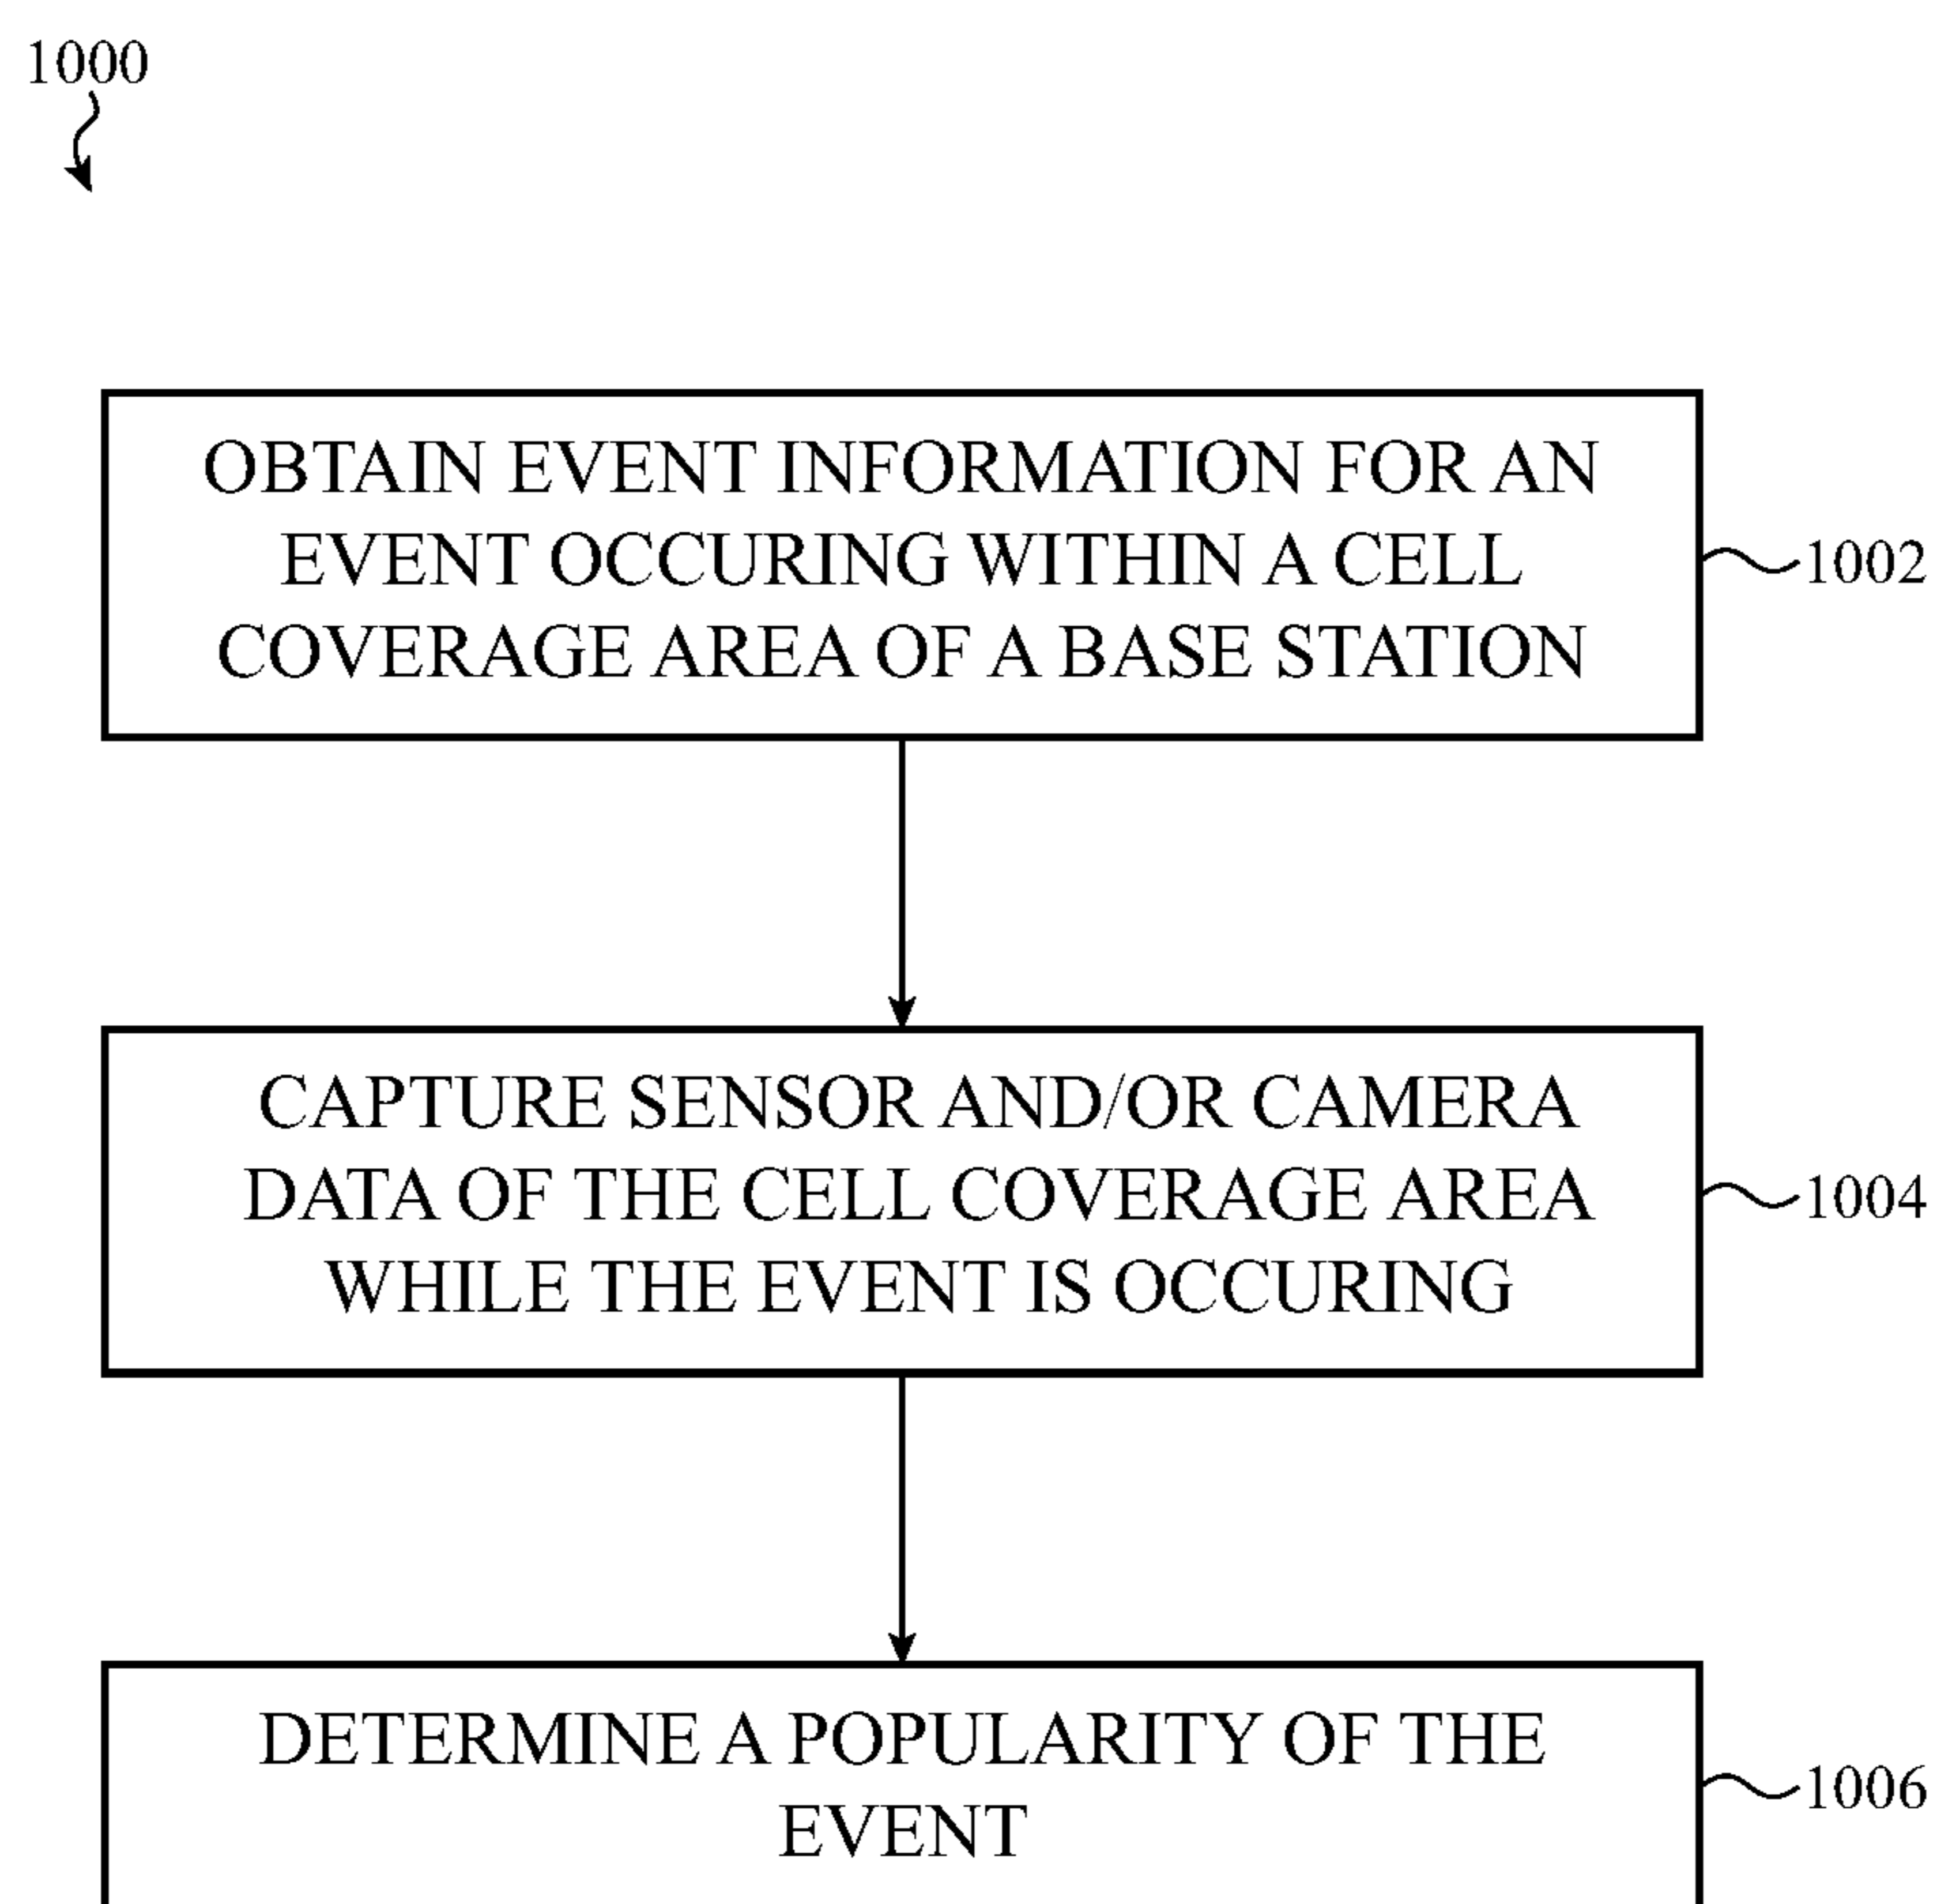 1000
OBTAIN EVENT INFORMATION FOR AN
EVENT OCCURING WITHIN A CELL
COVERAGE AREA OF A BASE STATION
1002
CAPTURE SENSOR AND/OR CAMERA
DATA OF THE CELL COVERAGE AREA
WHILE THE EVENT IS OCCURING
1004
DETERMINE A POPULARITY OF THE
EVENT
1006